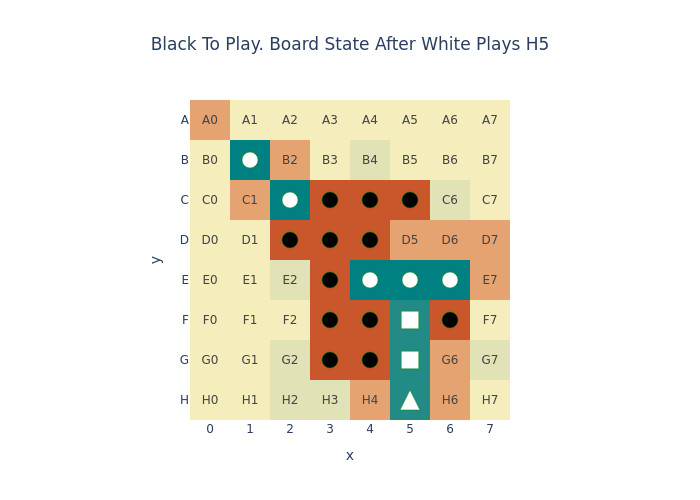 Black To Play. Board State After White Plays H5
A A0 A1 A2 A3 A4 A5 A6 A7
B B0 B2 B3 B4 B5 B6 B7
C C0 C1 C6 C7
D D0 D1 D5 D6 D7
y
E E0 E1 E2 E7
F F0 F1 F2 F7
G G0 G1 G2 G6 G7
H H0 H1 H2 H3 H4 H6 H7
0 1 2 3 4 5 6 7
x